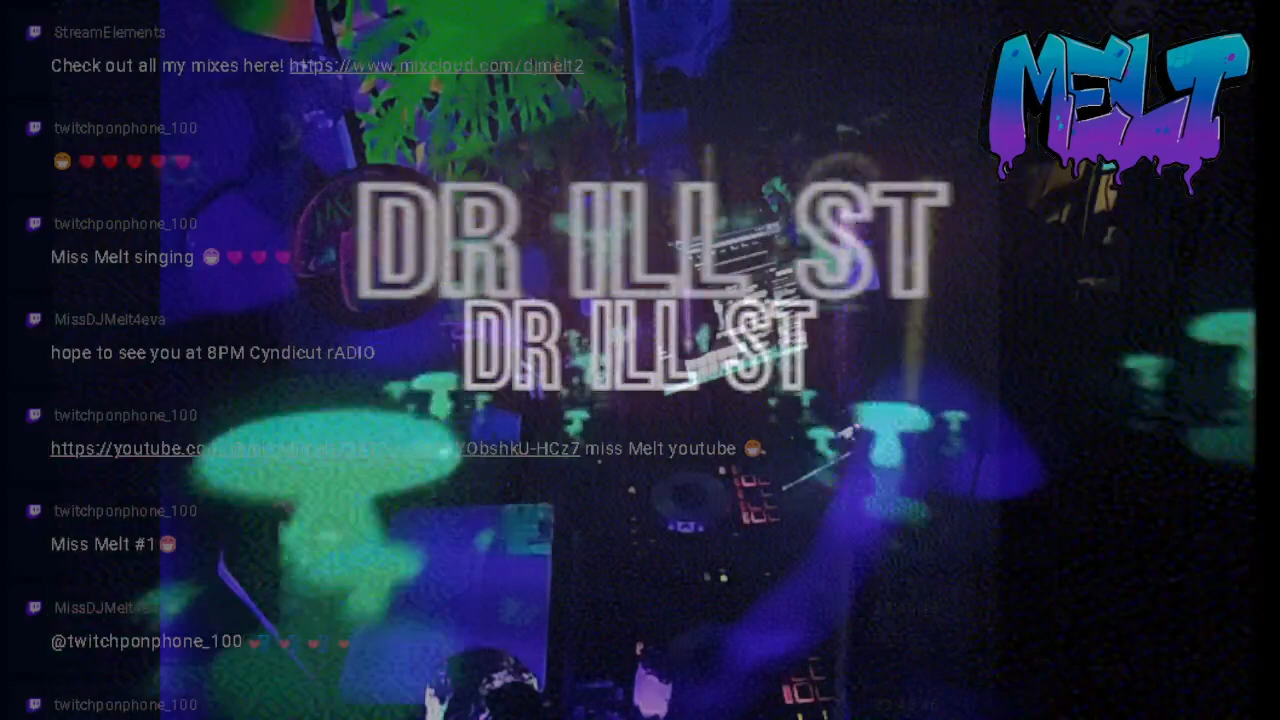 StreamElements
Check out all my mixes here! https://www.mixcloud.com/djmelt2
MELT
twitchponphone_100
twitchponphone_100
Miss Melt singing
DR ILL ST
DR ILL ST
MissDJMelt4eva
hope to see you at 8PM Cyndicut rADIO
twitchponphone_100
ObshkU-HCz7 miss Melt youtube
twitchponphone_100
Miss Melt #1
@twitchponphone_100
twitchponphone_100